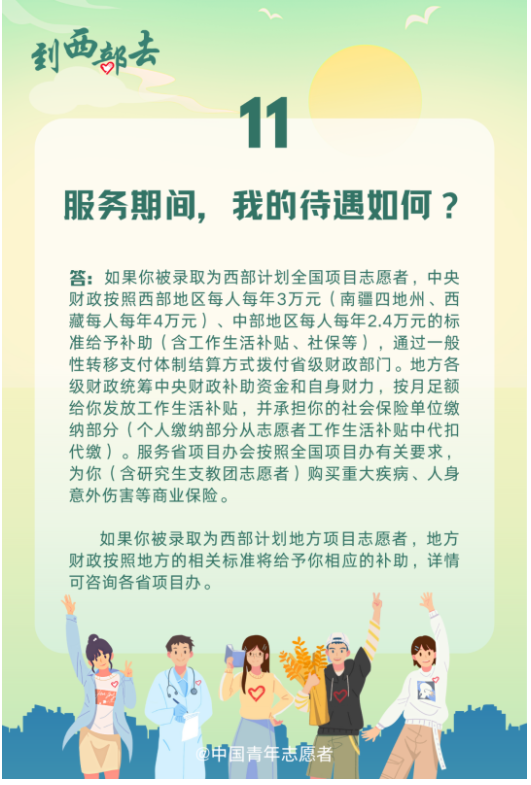 到西部去
11
服务期间，我的待遇如何？
答：如果你被录取为西部计划全国项目志愿者，中央
财政按照西部地区每人每年3万元（南疆四地州、西
藏每人每年4万元）、中部地区每人每年2.4万元的标
准给予补助（含工作生活补贴、社保等），通过一般
性转移支付体制结算方式拨付省级财政部门。地方各
级财政统筹中央财政补助资金和自身财力，按月足额
给你发放工作生活补贴，并承担你的社会保险单位缴
纳部分（个人缴纳部分从志愿者工作生活补贴中代扣
代缴）。服务省项目办会按照全国项目办有关要求，
为你（含研究生支教团志愿者）购买重大疾病、人身
意外伤害等商业保险。
如果你被录取为西部计划地方项目志愿者，地方
财政按照地方的相关标准将给予你相应的补助，详情
可咨询各省项目办。
@中国青年志愿者